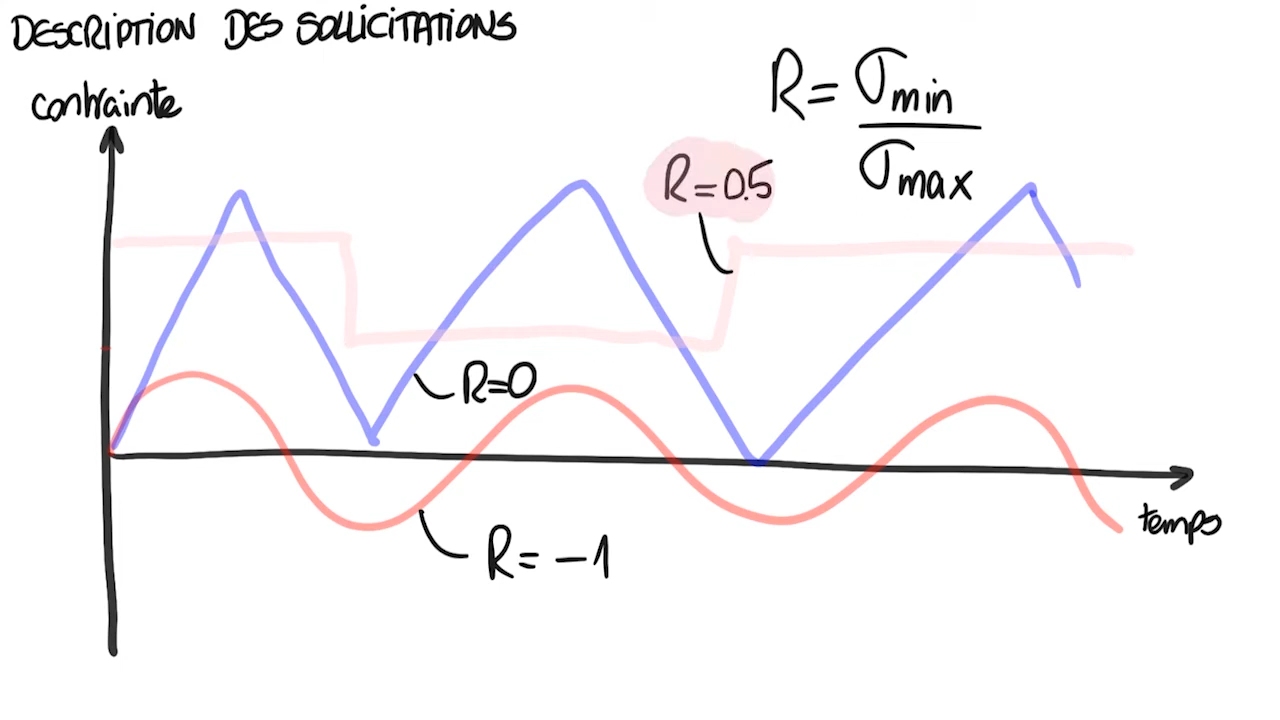 DESCRIPTION DES SOLLICITATIONS
contrainte
R = σmin / σmax
R=0.5
R=0
R= -1
temps